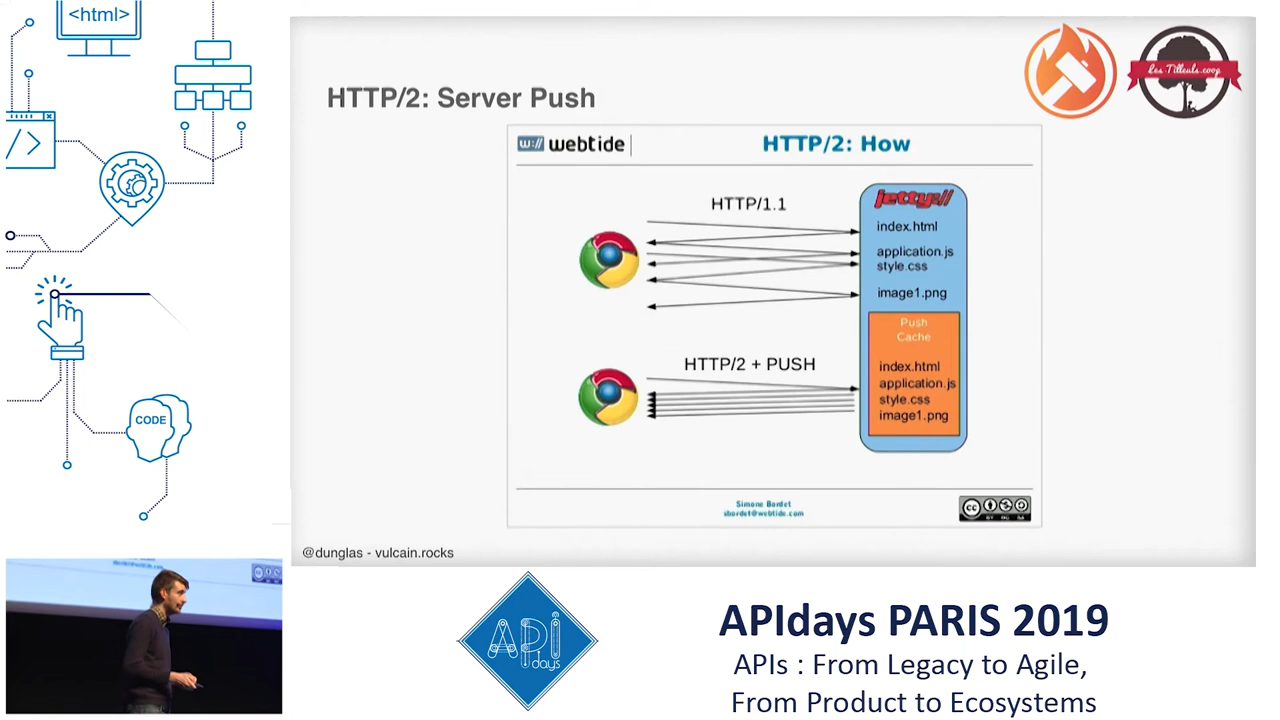 <html>
</>
CODE
HTTP/2: Server Push
Les Tilleuls.coop
w:// webtide
HTTP/2: How
HTTP/1.1
jetty://
index.html
application.js
style.css
image1.png
Push
Cache
HTTP/2 + PUSH
index.html
application.js
style.css
image1.png
Simone Bordet
sbordet@webtide.com
cc
@dunglas - vulcain.rocks
API
days
APIdays PARIS 2019
APIs : From Legacy to Agile,
From Product to Ecosystems